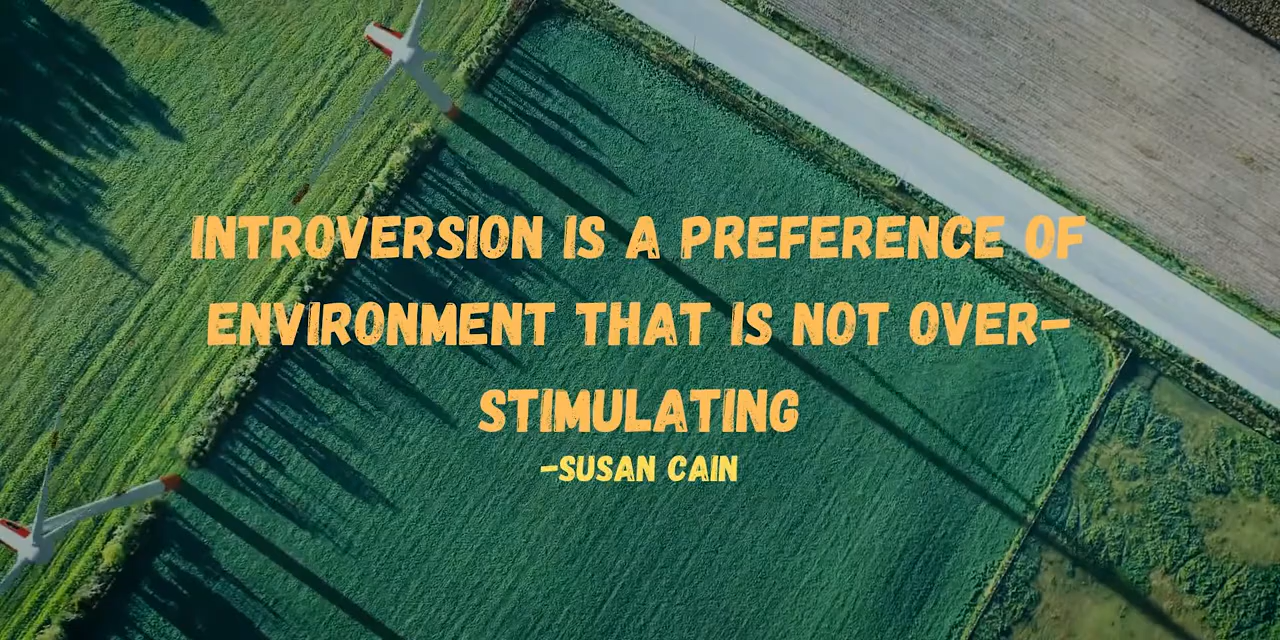 INTROVERSION IS A PREFERENCE OF
ENVIRONMENT THAT IS NOT OVER-
STIMULATING
-SUSAN CAIN